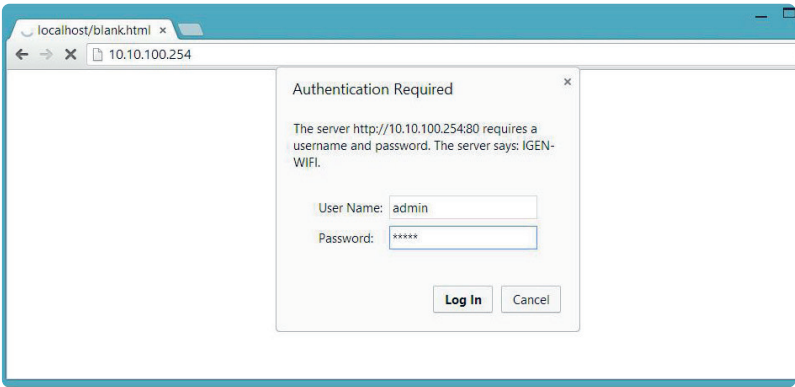 localhost/blank.html ×
10.10.100.254
Authentication Required ×
The server http://10.10.100.254:80 requires a
username and password. The server says: IGEN-
WIFI.
User Name: admin
Password: *****
Log In Cancel